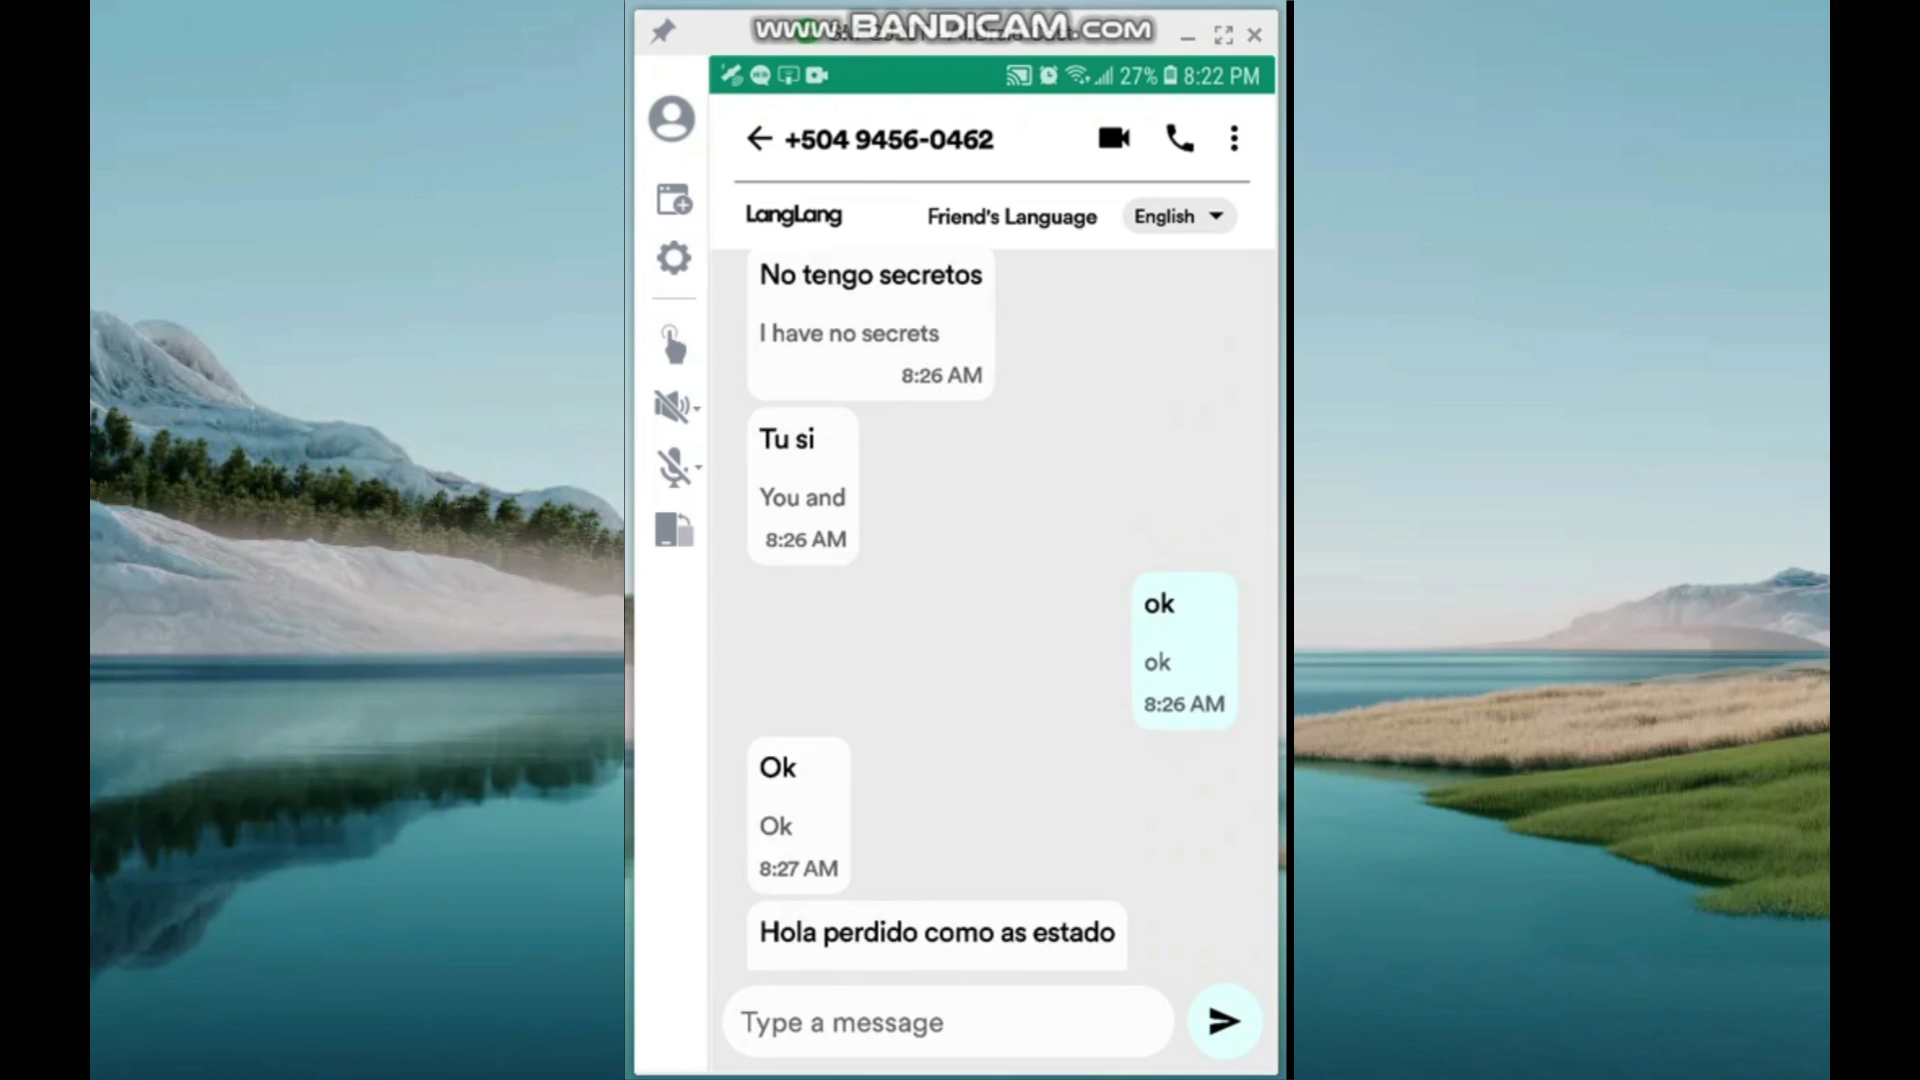 www.BANDICAM.com
27% 8:22 PM
+504 9456-0462
LangLang Friend's Language English
No tengo secretos
I have no secrets
8:26 AM
Tu si
You and
8:26 AM
ok
ok
8:26 AM
Ok
Ok
8:27 AM
Hola perdido como as estado
Type a message